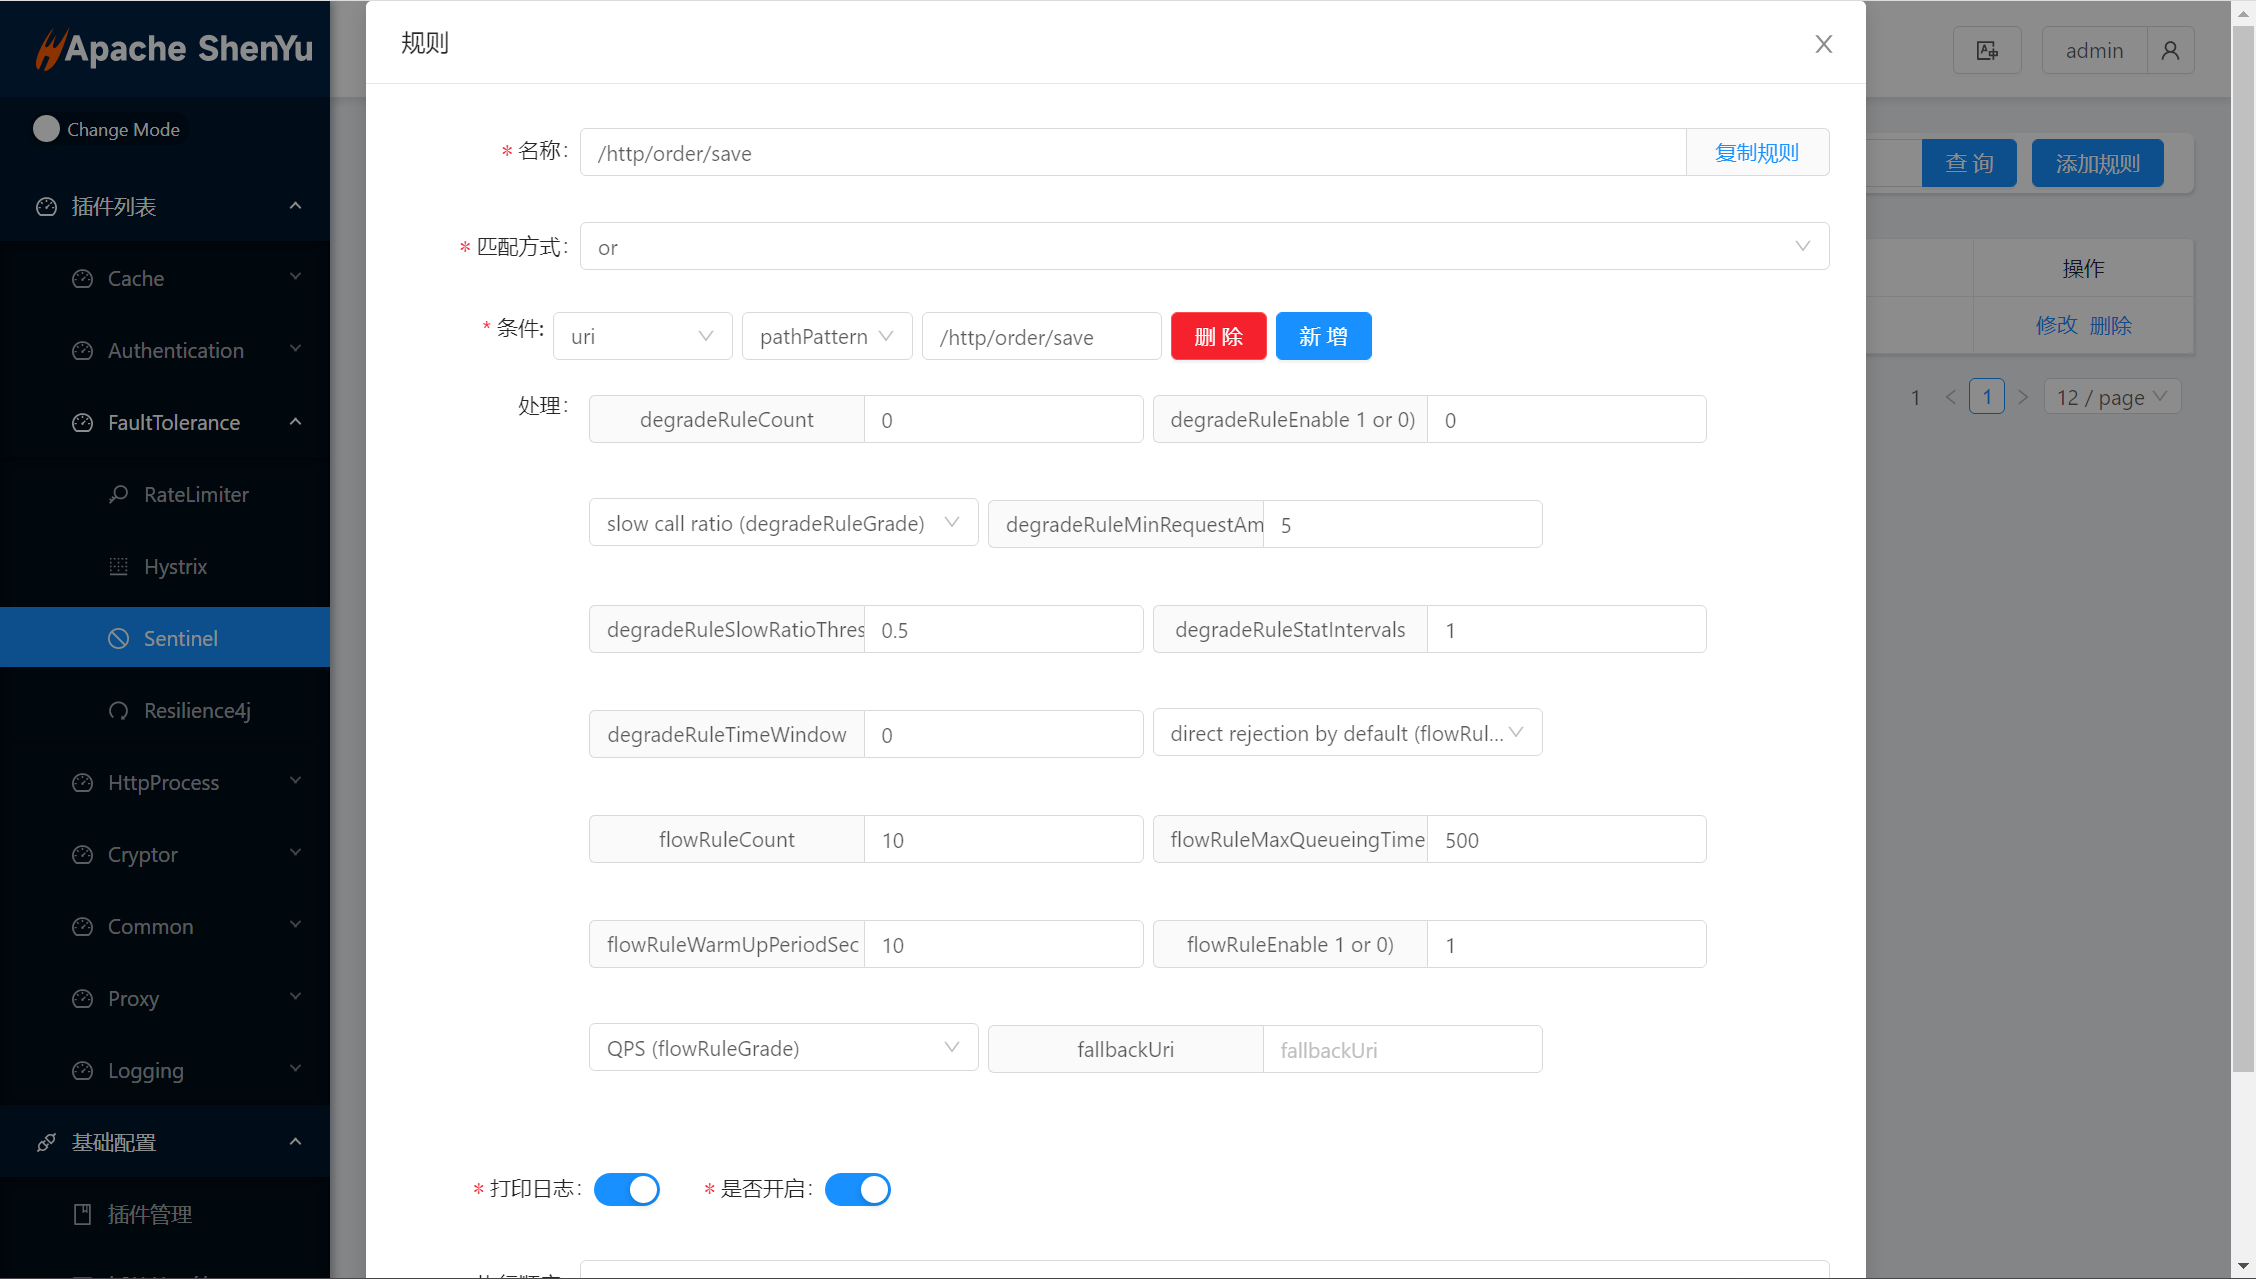 Apache ShenYu
Change Mode
插件列表
Cache
Authentication
FaultTolerance
RateLimiter
Hystrix
Sentinel
Resilience4j
HttpProcess
Cryptor
Common
Proxy
Logging
基础配置
插件管理
规则
* 名称: /http/order/save 复制规则
* 匹配方式: or
* 条件: uri pathPattern /http/order/save 删 除 新 增
处理: degradeRuleCount 0 degradeRuleEnable 1 or 0) 0
slow call ratio (degradeRuleGrade) degradeRuleMinRequestAm 5
degradeRuleSlowRatioThres 0.5 degradeRuleStatIntervals 1
degradeRuleTimeWindow 0 direct rejection by default (flowRul...
flowRuleCount 10 flowRuleMaxQueueingTime 500
flowRuleWarmUpPeriodSec 10 flowRuleEnable 1 or 0) 1
QPS (flowRuleGrade) fallbackUri fallbackUri
* 打印日志: * 是否开启:
admin
查 询 添加规则
操作
修改 删除
1 < 1 > 12 / page